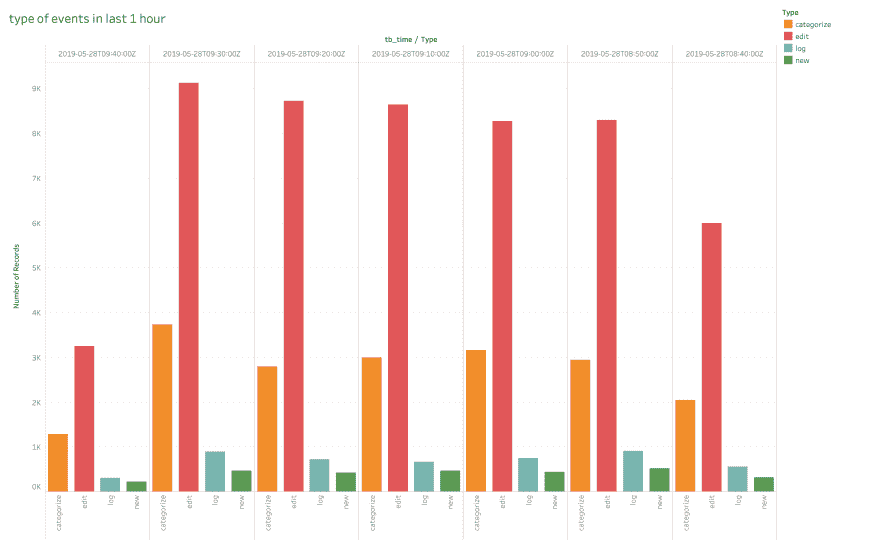 type of events in last 1 hour
Type
categorize
edit
log
new
tb_time / Type
2019-05-28T09:40:00Z 2019-05-28T09:30:00Z 2019-05-28T09:20:00Z 2019-05-28T09:10:00Z 2019-05-28T09:00:00Z 2019-05-28T08:50:00Z 2019-05-28T08:40:00Z
Number of Records
9K
8K
7K
6K
5K
4K
3K
2K
1K
0K
categorize edit log new categorize edit log new categorize edit log new categorize edit log new categorize edit log new categorize edit log new categorize edit log new